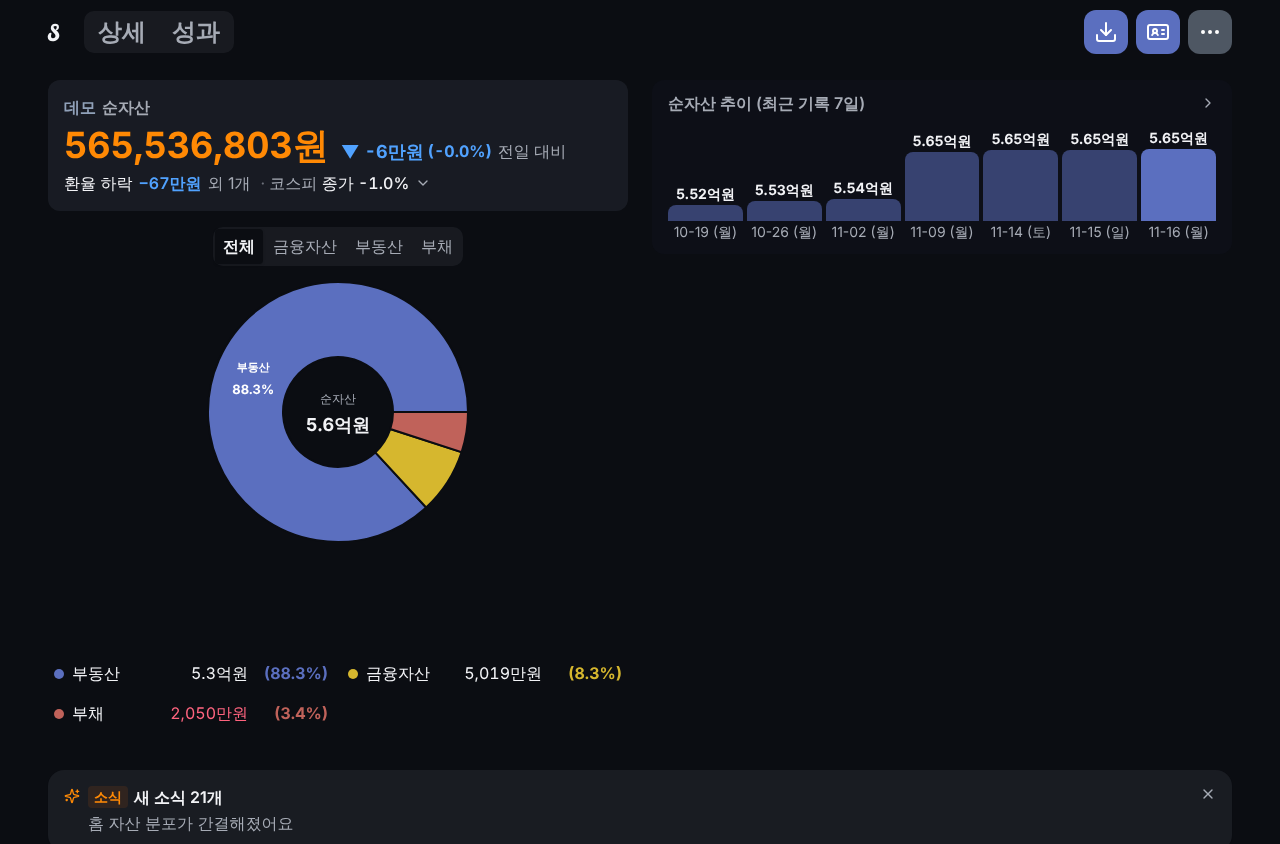 S 상세 성과
데모 순자산
565,536,803원 ▼ -6만원 (-0.0%) 전일 대비
환율 하락 −67만원 외 1개 · 코스피 종가 -1.0%
순자산 추이 (최근 기록 7일)
5.52억원 5.53억원 5.54억원 5.65억원 5.65억원 5.65억원 5.65억원
10-19 (월) 10-26 (월) 11-02 (월) 11-09 (월) 11-14 (토) 11-15 (일) 11-16 (월)
전체 금융자산 부동산 부채
부동산
88.3%
순자산
5.6억원
부동산 5.3억원 (88.3%) 금융자산 5,019만원 (8.3%)
부채 2,050만원 (3.4%)
소식 새 소식 21개
홈 자산 분포가 간결해졌어요